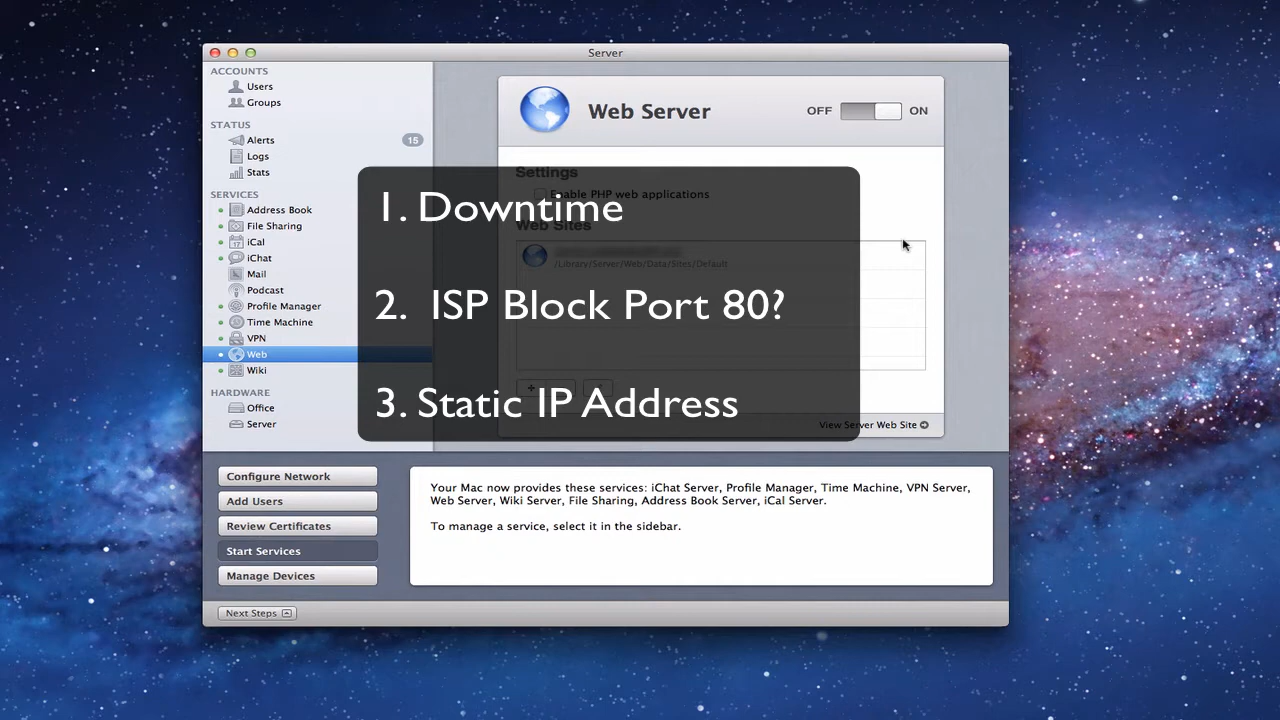 Server
ACCOUNTS
Users
Groups
STATUS
Alerts
15
Logs
Stats
SERVICES
Address Book
File Sharing
iCal
17
iChat
Mail
Podcast
Profile Manager
Time Machine
VPN
Web
Wiki
HARDWARE
Office
Server
Web Server
OFF
ON
Settings
Enable PHP web applications
Web Sites
/Library/Server/Web/Data/Sites/Default
View Server Web Site
1. Downtime
2. ISP Block Port 80?
3. Static IP Address
Configure Network
Add Users
Review Certificates
Start Services
Manage Devices
Your Mac now provides these services: iChat Server, Profile Manager, Time Machine, VPN Server,
Web Server, Wiki Server, File Sharing, Address Book Server, iCal Server.
To manage a service, select it in the sidebar.
Next Steps